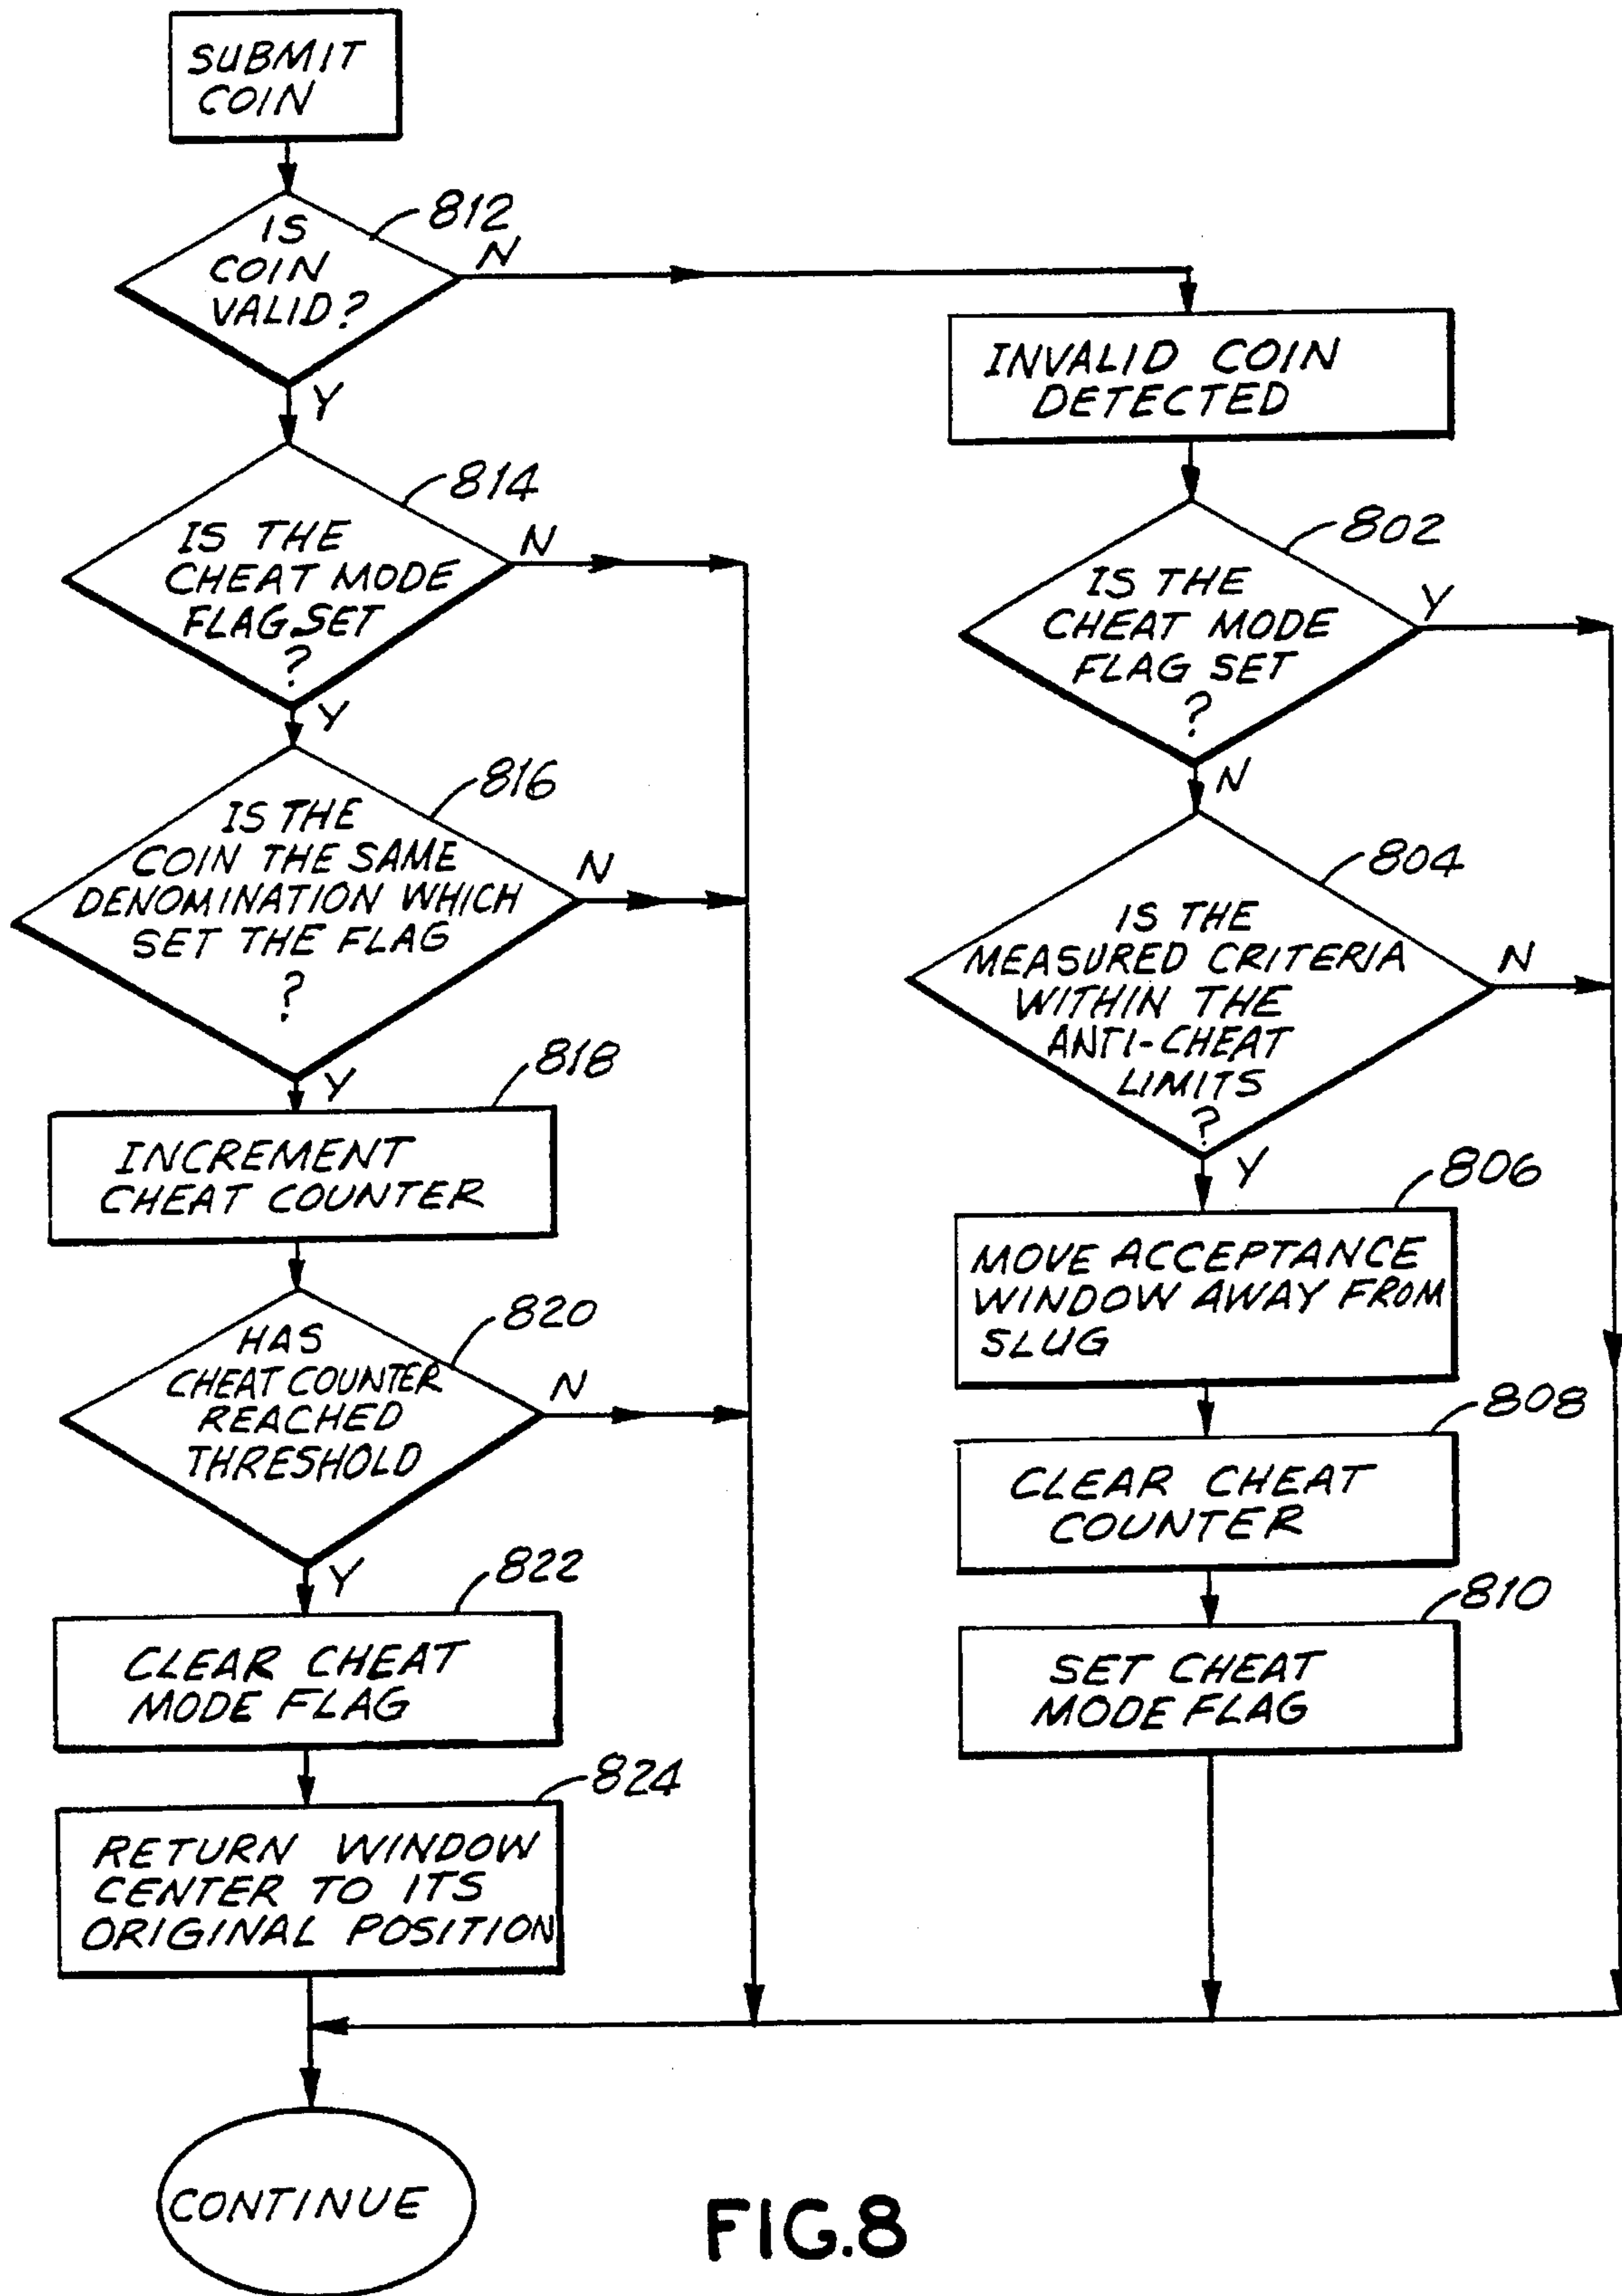 SUBMIT
COIN
812
IS
COIN
VALID?
N
Y
INVALID COIN
DETECTED
814
IS THE
CHEAT MODE
FLAG SET
?
N
Y
802
IS THE
CHEAT MODE
FLAG SET
?
Y
N
816
IS THE
COIN THE SAME
DENOMINATION WHICH
SET THE FLAG
?
N
Y
804
IS THE
MEASURED CRITERIA
WITHIN THE
ANTI-CHEAT
LIMITS
?
N
Y
818
INCREMENT
CHEAT COUNTER
806
MOVE ACCEPTANCE
WINDOW AWAY FROM
SLUG
820
HAS
CHEAT COUNTER
REACHED
THRESHOLD
N
Y
808
CLEAR CHEAT
COUNTER
822
CLEAR CHEAT
MODE FLAG
810
SET CHEAT
MODE FLAG
824
RETURN WINDOW
CENTER TO ITS
ORIGINAL POSITION
CONTINUE
FIG.8